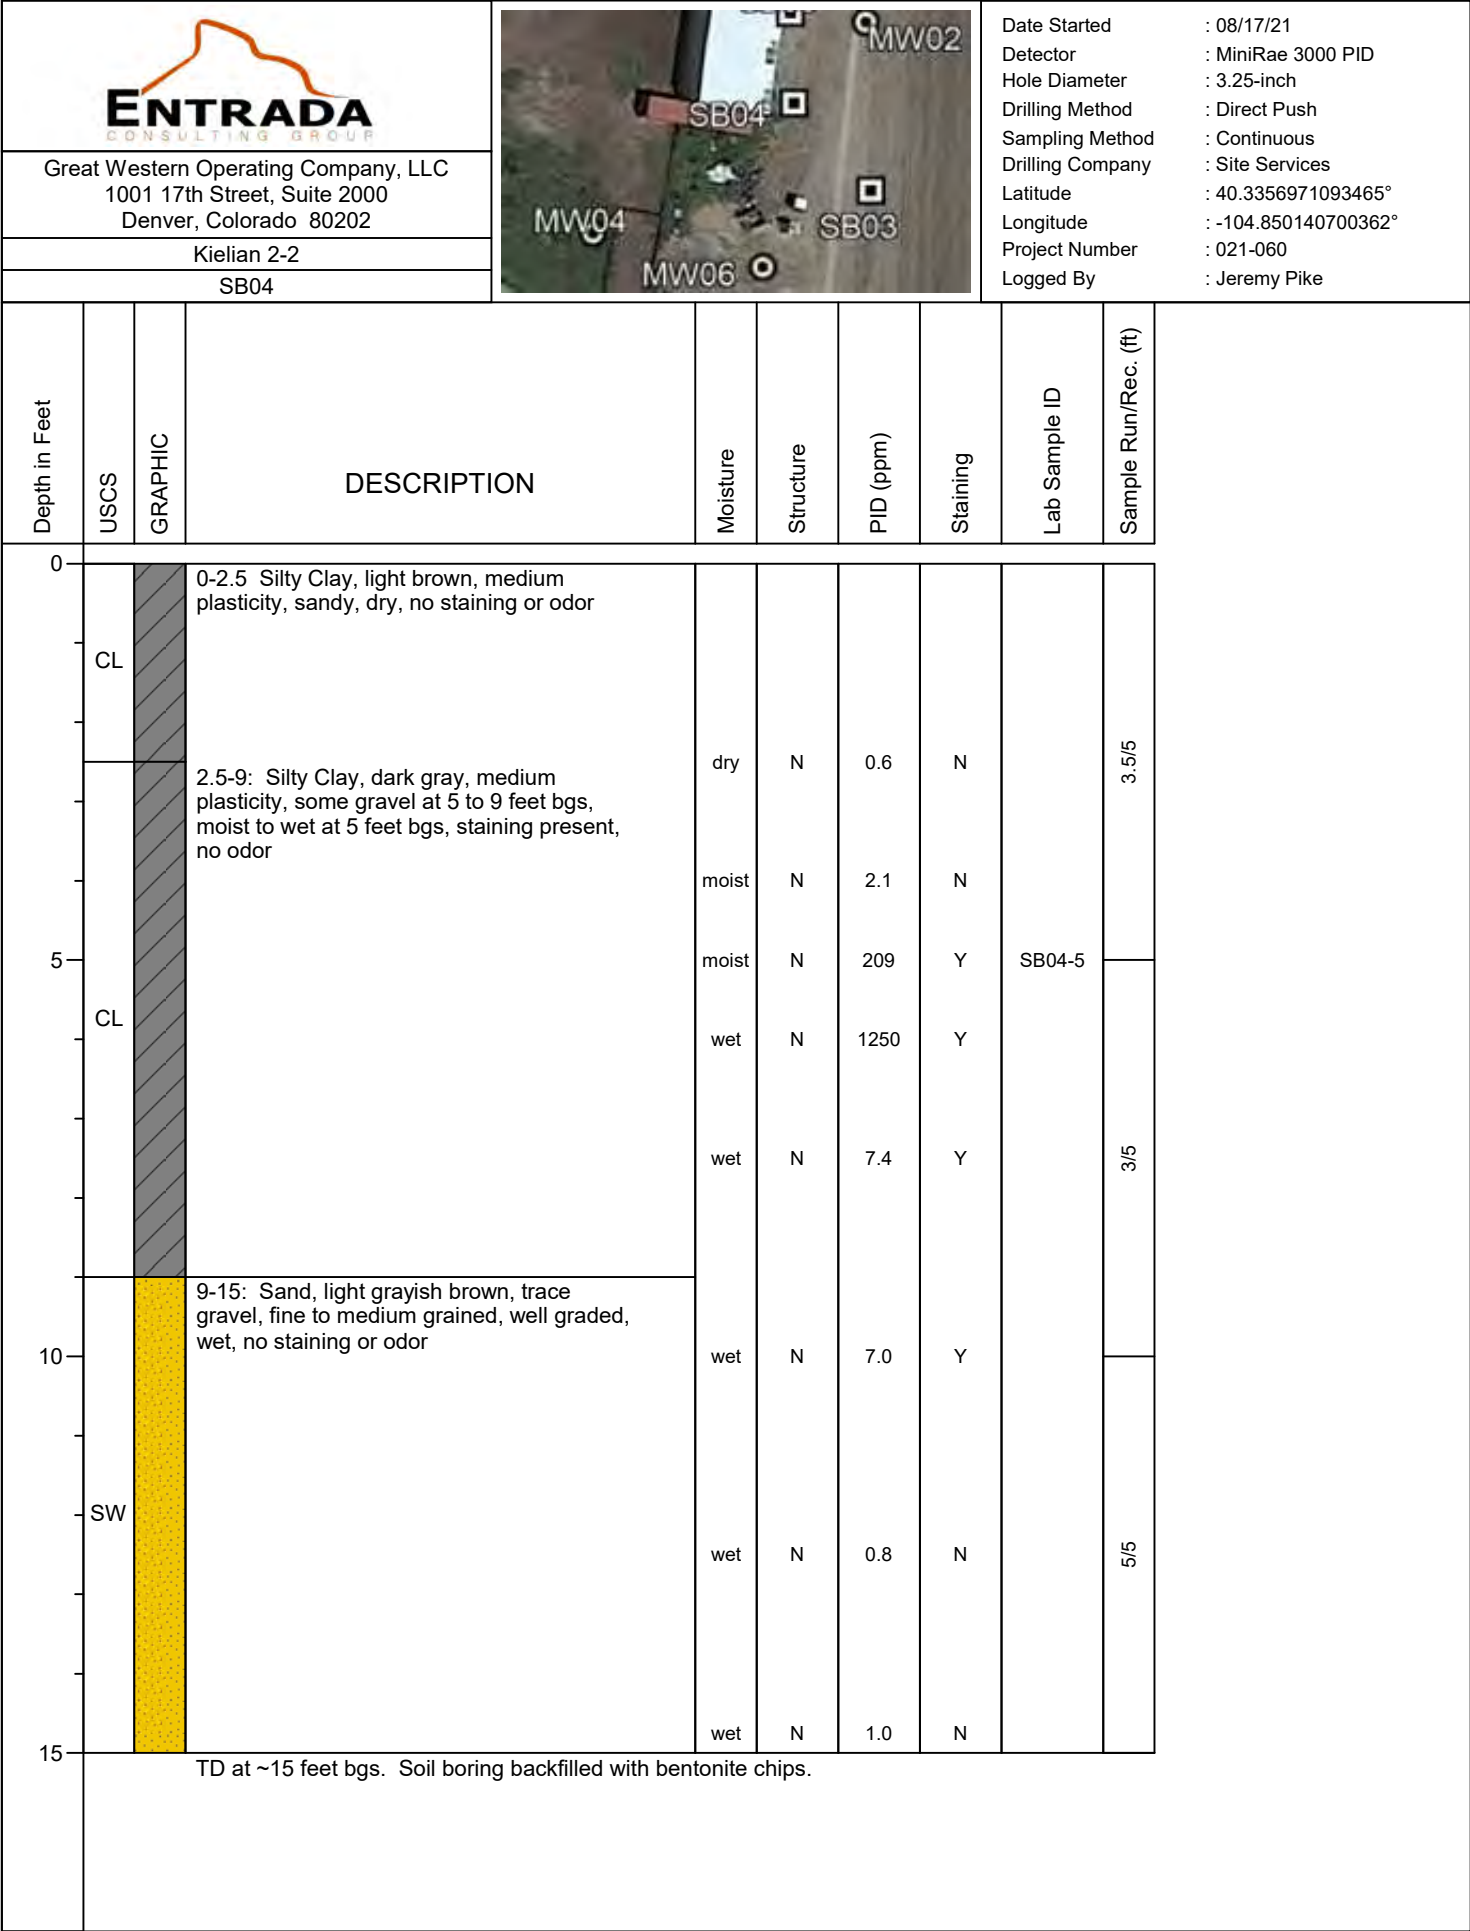 ENTRADA
CONSULTING GROUP
Great Western Operating Company, LLC
1001 17th Street, Suite 2000
Denver, Colorado 80202
Kielian 2-2
SB04
MW02
SB04
MW04
SB03
MW06
Date Started : 08/17/21
Detector : MiniRae 3000 PID
Hole Diameter : 3.25-inch
Drilling Method : Direct Push
Sampling Method : Continuous
Drilling Company : Site Services
Latitude : 40.3356971093465°
Longitude : -104.850140700362°
Project Number : 021-060
Logged By : Jeremy Pike
Depth in Feet
USCS
GRAPHIC
DESCRIPTION
Moisture
Structure
PID (ppm)
Staining
Lab Sample ID
Sample Run/Rec. (ft)
0
0-2.5 Silty Clay, light brown, medium
plasticity, sandy, dry, no staining or odor
CL
dry N 0.6 N
3.5/5
2.5-9: Silty Clay, dark gray, medium
plasticity, some gravel at 5 to 9 feet bgs,
moist to wet at 5 feet bgs, staining present,
no odor
moist N 2.1 N
5
moist N 209 Y SB04-5
CL
wet N 1250 Y
wet N 7.4 Y
3/5
9-15: Sand, light grayish brown, trace
gravel, fine to medium grained, well graded,
wet, no staining or odor
10
wet N 7.0 Y
SW
wet N 0.8 N
5/5
wet N 1.0 N
15
TD at ~15 feet bgs. Soil boring backfilled with bentonite chips.